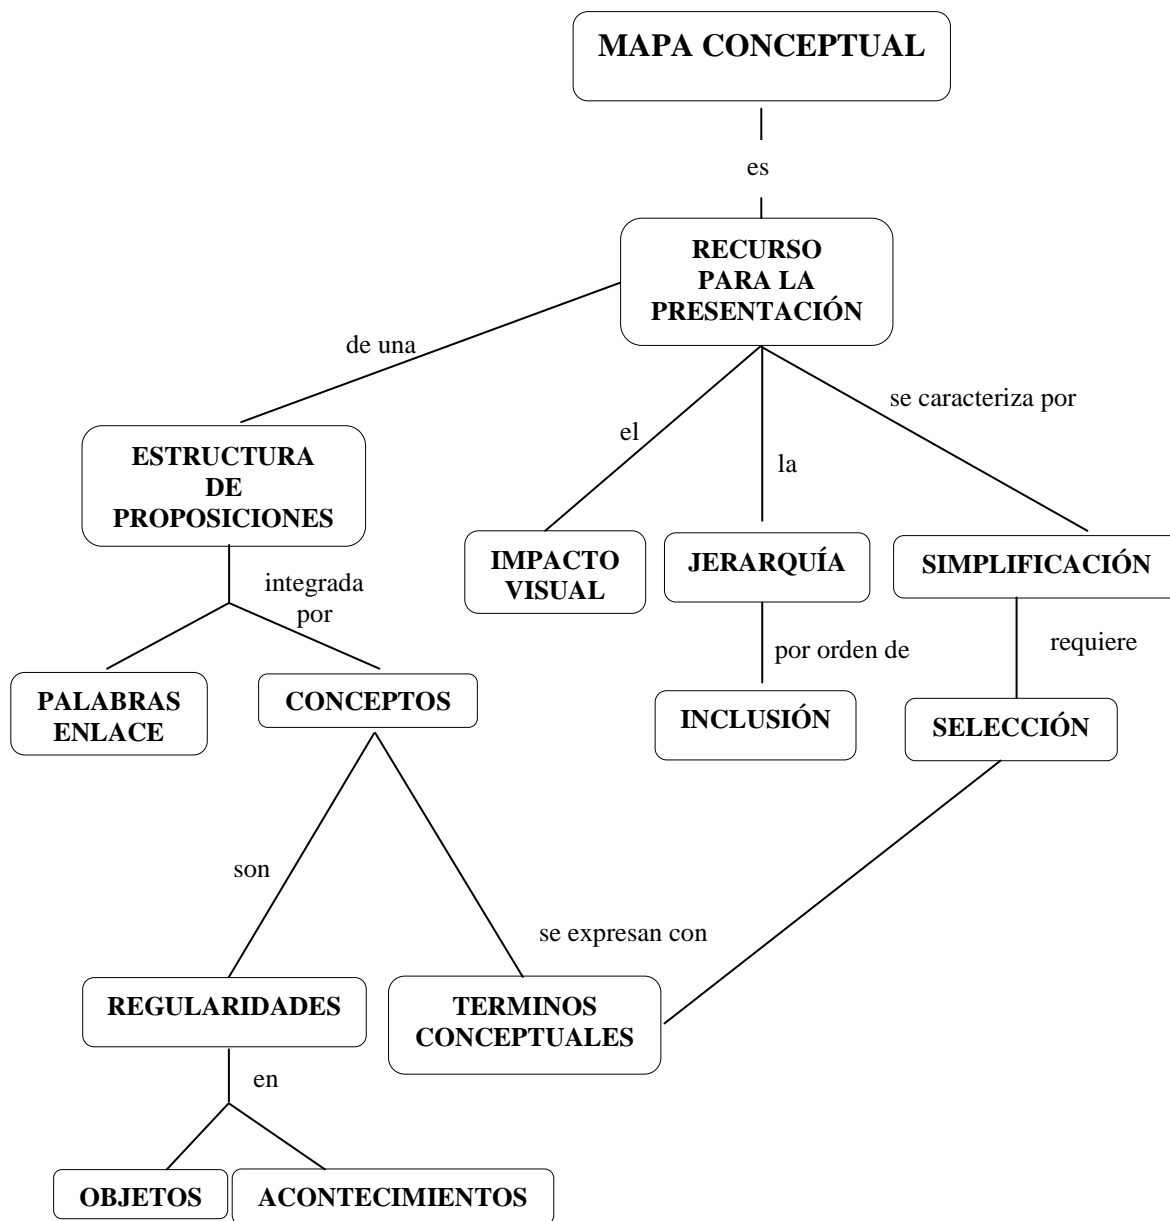 MAPA CONCEPTUAL
es
RECURSO
PARA LA
PRESENTACIÓN
de una
se caracteriza por
el
la
ESTRUCTURA
DE
PROPOSICIONES
IMPACTO
VISUAL
JERARQUÍA
SIMPLIFICACIÓN
integrada
por
por orden de
requiere
PALABRAS
ENLACE
CONCEPTOS
INCLUSIÓN
SELECCIÓN
son
se expresan con
REGULARIDADES
TERMINOS
CONCEPTUALES
en
OBJETOS
ACONTECIMIENTOS